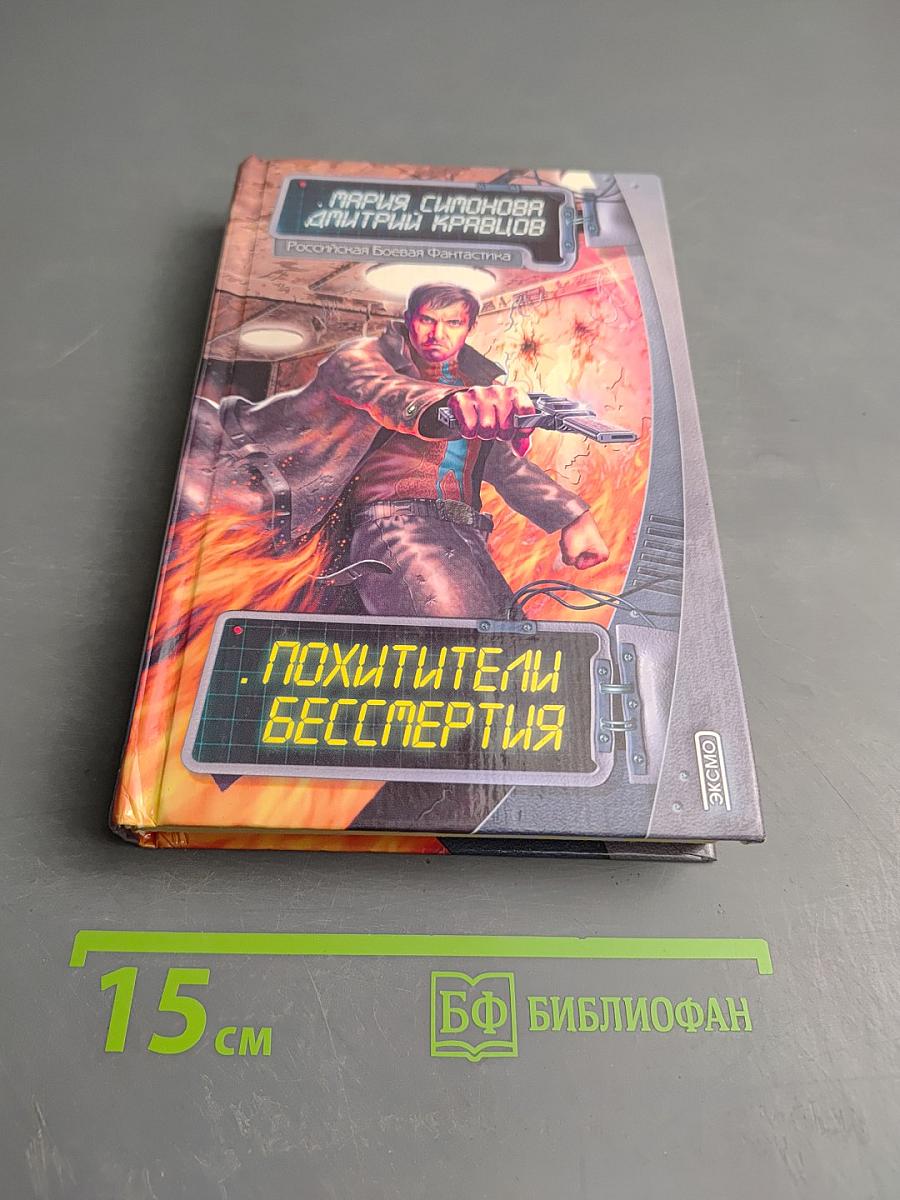 МАРИЯ СИМОНОВА
ДМИТРИЙ КРАВЦОВ
Российская Боевая Фантастика
.ПОХИТИТЕЛИ
БЕССМЕРТИЯ
ЭКСМО
15 см
БФ БИБЛИОФАН